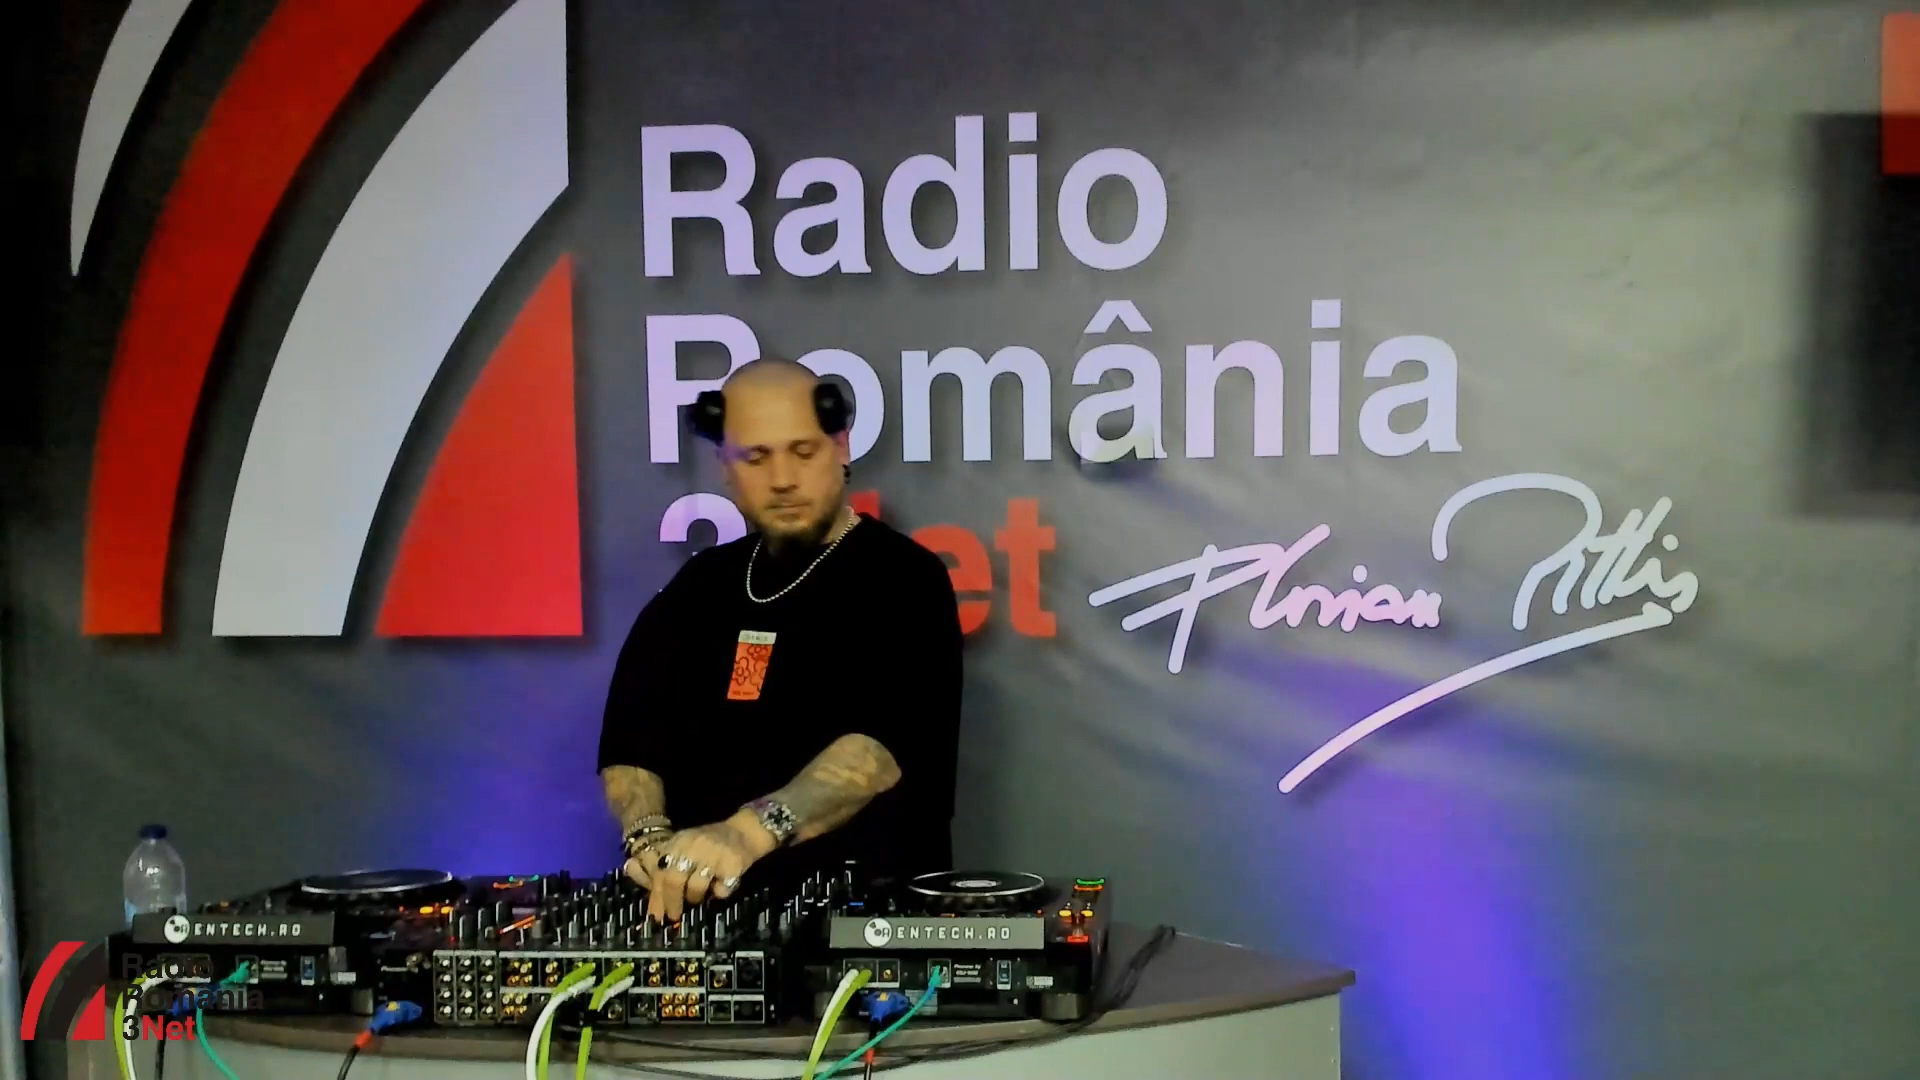 Radio
România
3Net
Florian Pittiș
ENTECH.RO
ENTECH.RO
Radio
România
3Net